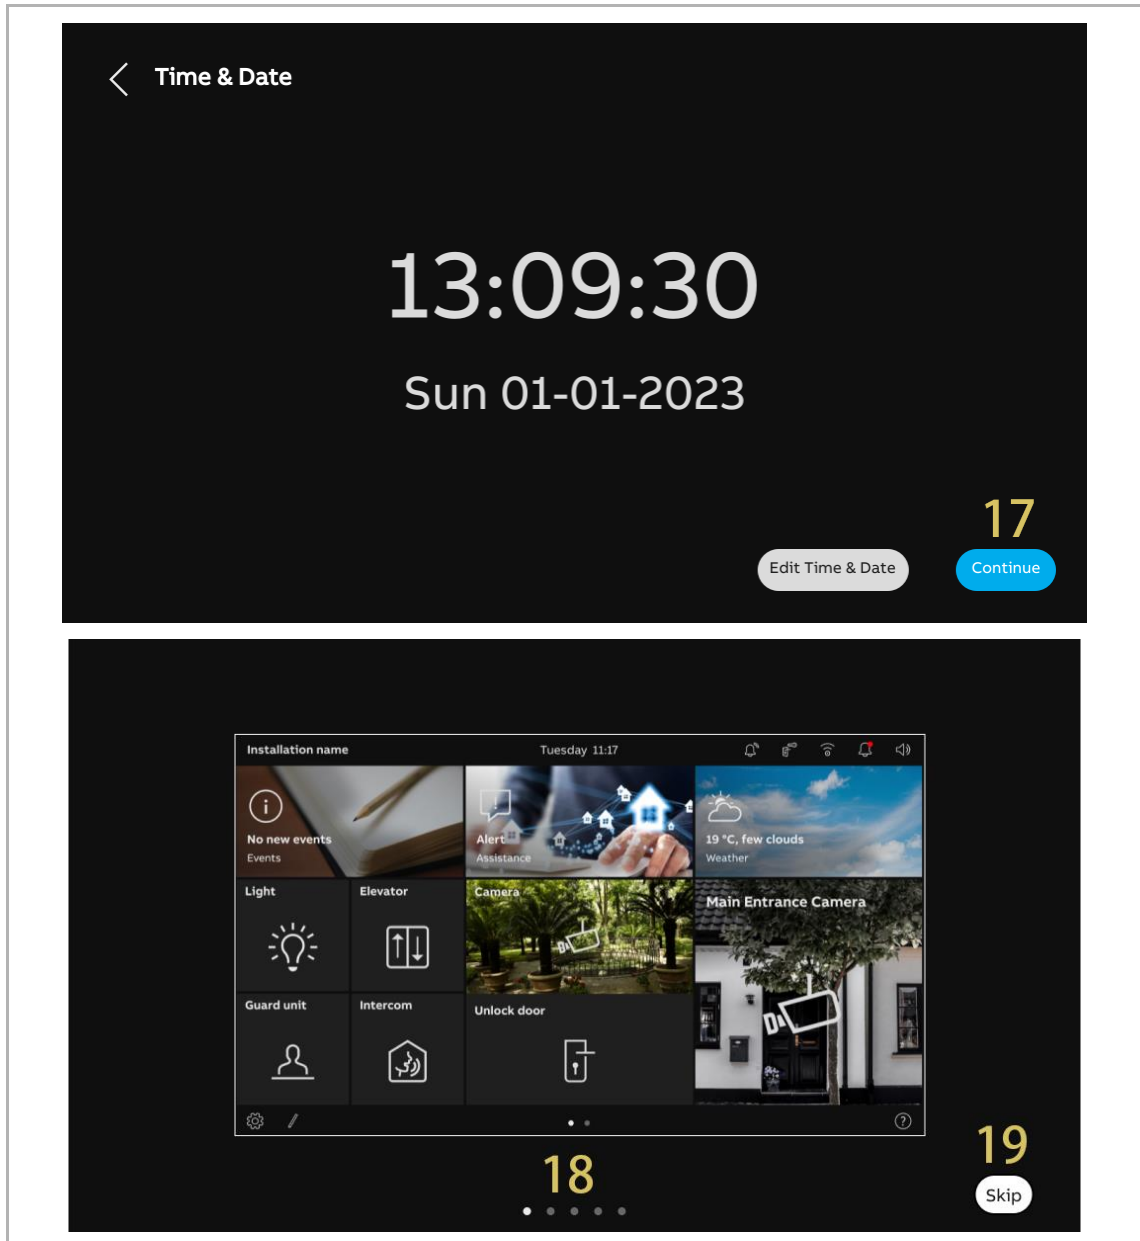 Time & Date
13:09:30
Sun 01-01-2023
17
Edit Time & Date
Continue
Installation name
Tuesday 11:17
No new events
Events
Alert
Assistance
19 °C, few clouds
Weather
Light
Elevator
Camera
Main Entrance Camera
Guard unit
Intercom
Unlock door
18
19
Skip